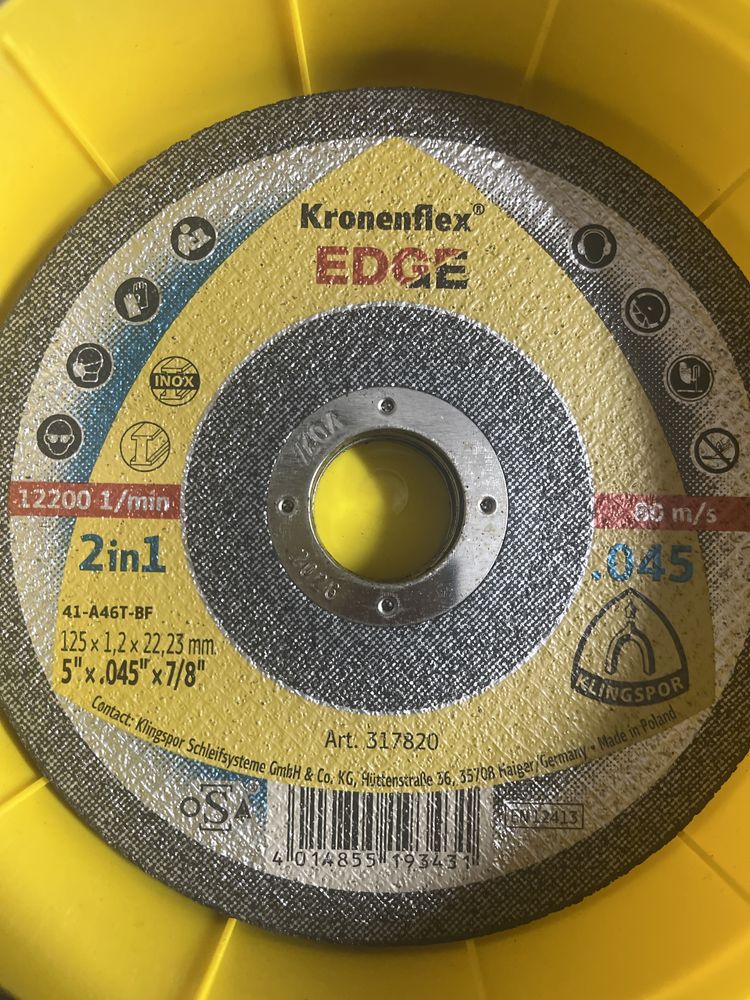 Kronenflex®
EDGE
INOX
12200 1/min
80 m/s
2in1
.045
41-A46T-BF
125 x 1,2 x 22,23 mm
5" x .045" x 7/8"
KLINGSPOR
Art. 317820
Contact: Klingspor Schleifsysteme GmbH & Co. KG, Hüttenstraße 36, 35708 Haiger/Germany • Made in Poland
oSa
EN12413
4 014855 193431
V07
2026